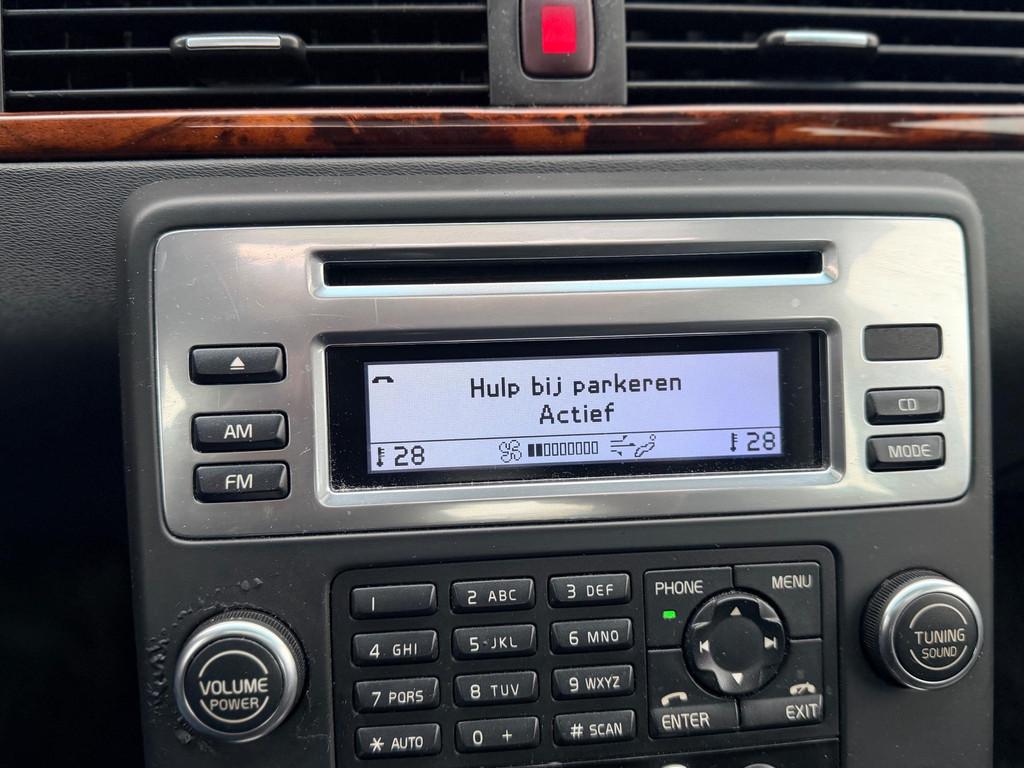 Hulp bij parkeren
Actief
28 28
AM
FM
CD
MODE
1 2 ABC 3 DEF
4 GHI 5 JKL 6 MNO
7 PQRS 8 TUV 9 WXYZ
* AUTO 0 + # SCAN
PHONE MENU
ENTER EXIT
VOLUME
POWER
TUNING
SOUND